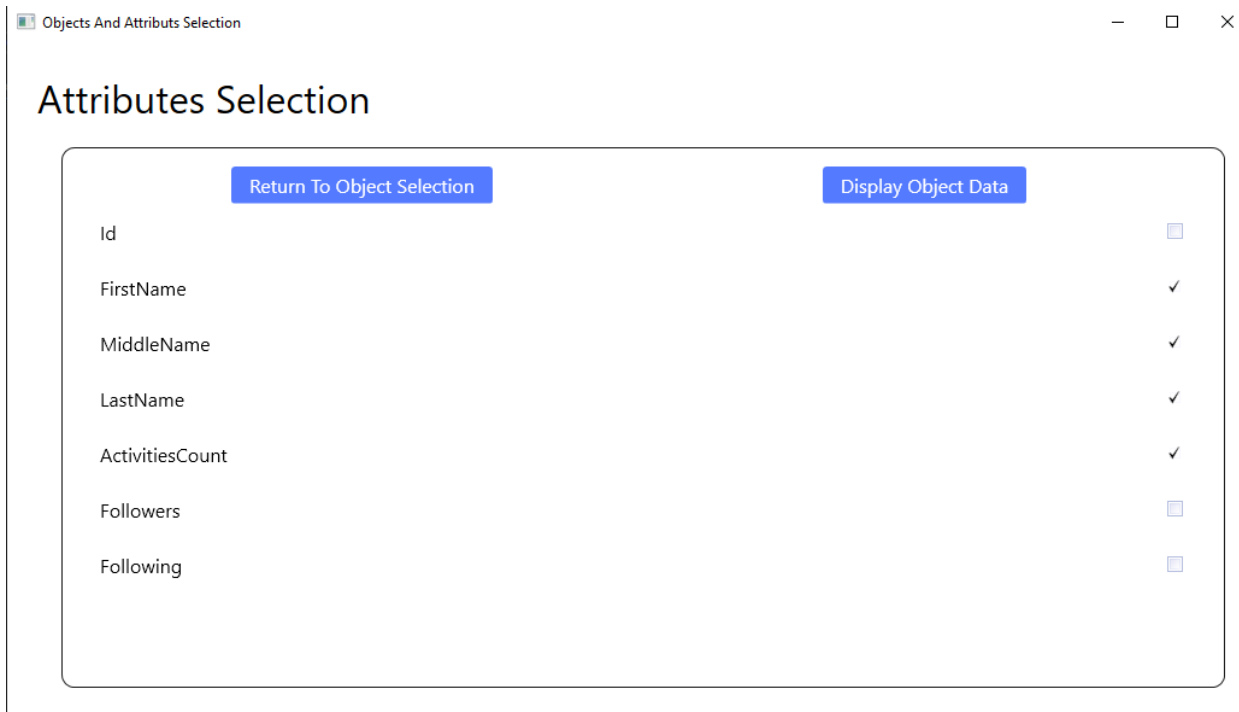 Objects And Attributs Selection
Attributes Selection
Return To Object Selection
Display Object Data
Id
FirstName
MiddleName
LastName
ActivitiesCount
Followers
Following